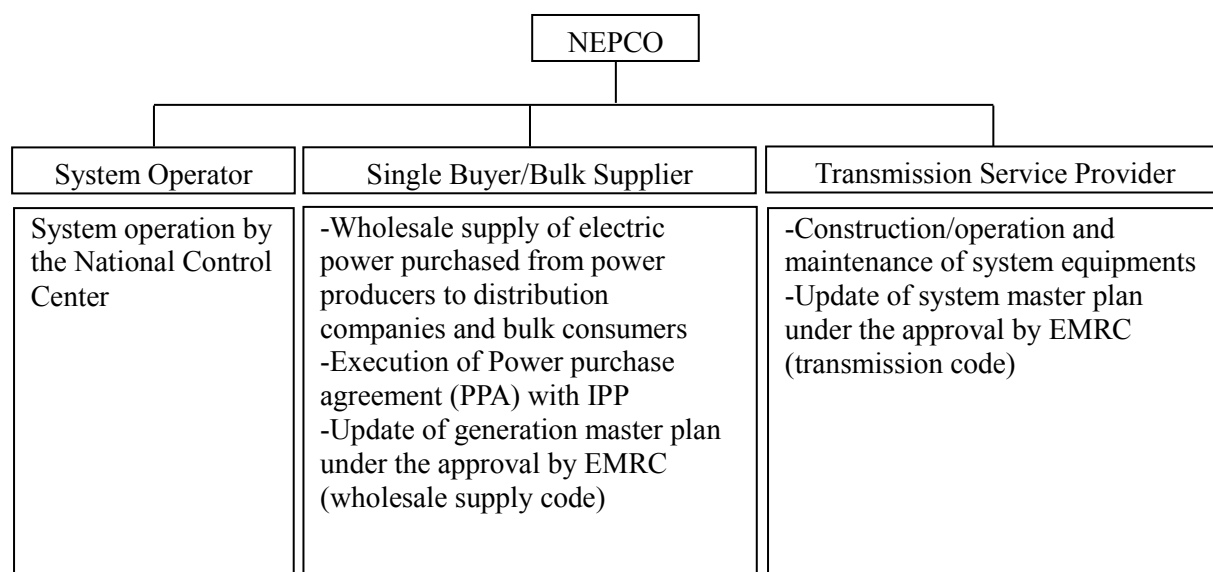 NEPCO
System Operator
Single Buyer/Bulk Supplier
Transmission Service Provider
System operation by
the National Control
Center
-Wholesale supply of electric
power purchased from power
producers to distribution
companies and bulk consumers
-Execution of Power purchase
agreement (PPA) with IPP
-Update of generation master plan
under the approval by EMRC
(wholesale supply code)
-Construction/operation and
maintenance of system equipments
-Update of system master plan
under the approval by EMRC
(transmission code)